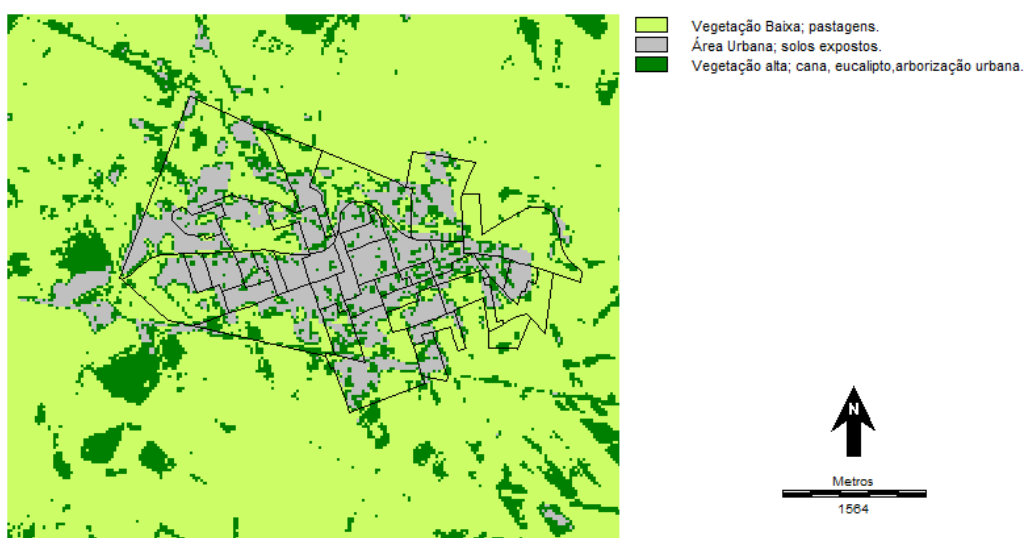 Vegetação Baixa; pastagens.
Área Urbana; solos expostos.
Vegetação alta; cana, eucalipto,arborização urbana.
N
Metros
1564